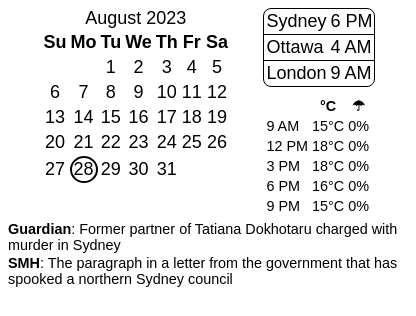 August 2023
Su Mo Tu We Th Fr Sa
1 2 3 4 5
6 7 8 9 10 11 12
13 14 15 16 17 18 19
20 21 22 23 24 25 26
27 28 29 30 31
Sydney 6 PM
Ottawa 4 AM
London 9 AM
°C ☂
9 AM 15°C 0%
12 PM 18°C 0%
3 PM 18°C 0%
6 PM 16°C 0%
9 PM 15°C 0%
Guardian: Former partner of Tatiana Dokhotaru charged with
murder in Sydney
SMH: The paragraph in a letter from the government that has
spooked a northern Sydney council